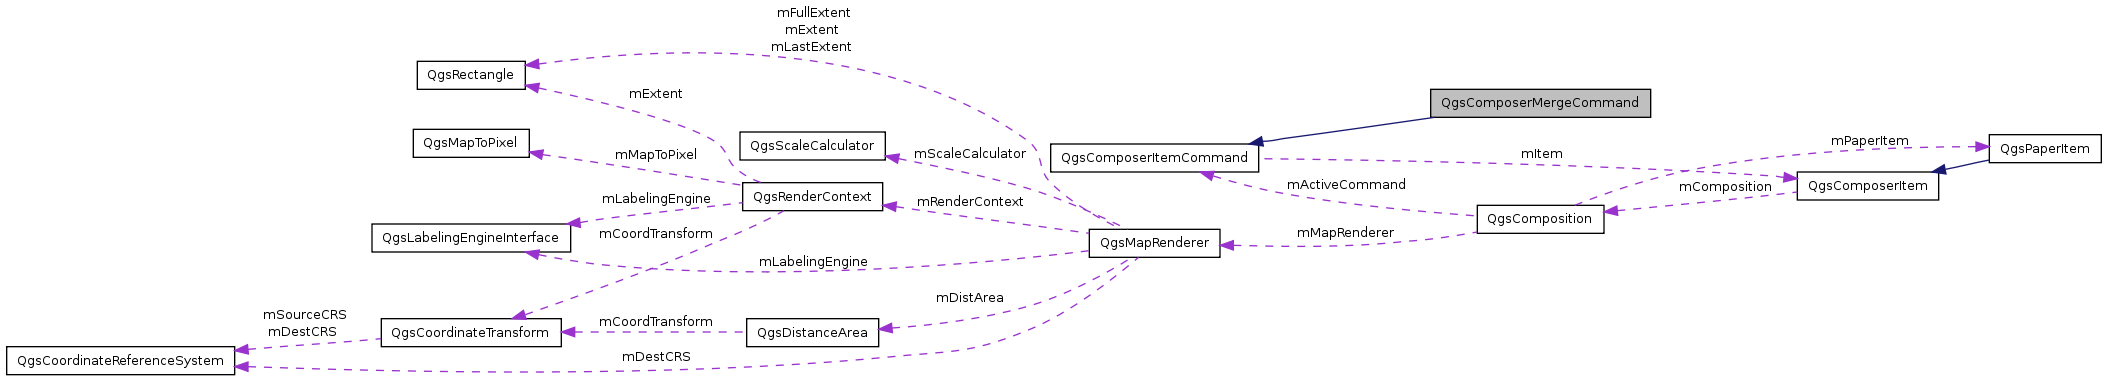 mFullExtent
mExtent
mLastExtent
QgsRectangle
mExtent
QgsComposerMergeCommand
QgsMapToPixel
QgsScaleCalculator
mMapToPixel
mScaleCalculator
QgsComposerItemCommand
mItem
mPaperItem
QgsPaperItem
QgsRenderContext
mLabelingEngine
mRenderContext
mActiveCommand
mComposition
QgsComposerItem
QgsComposition
QgsLabelingEngineInterface
mCoordTransform
QgsMapRenderer
mMapRenderer
mLabelingEngine
mDistArea
mSourceCRS
mDestCRS
QgsCoordinateTransform
mCoordTransform
QgsDistanceArea
QgsCoordinateReferenceSystem
mDestCRS